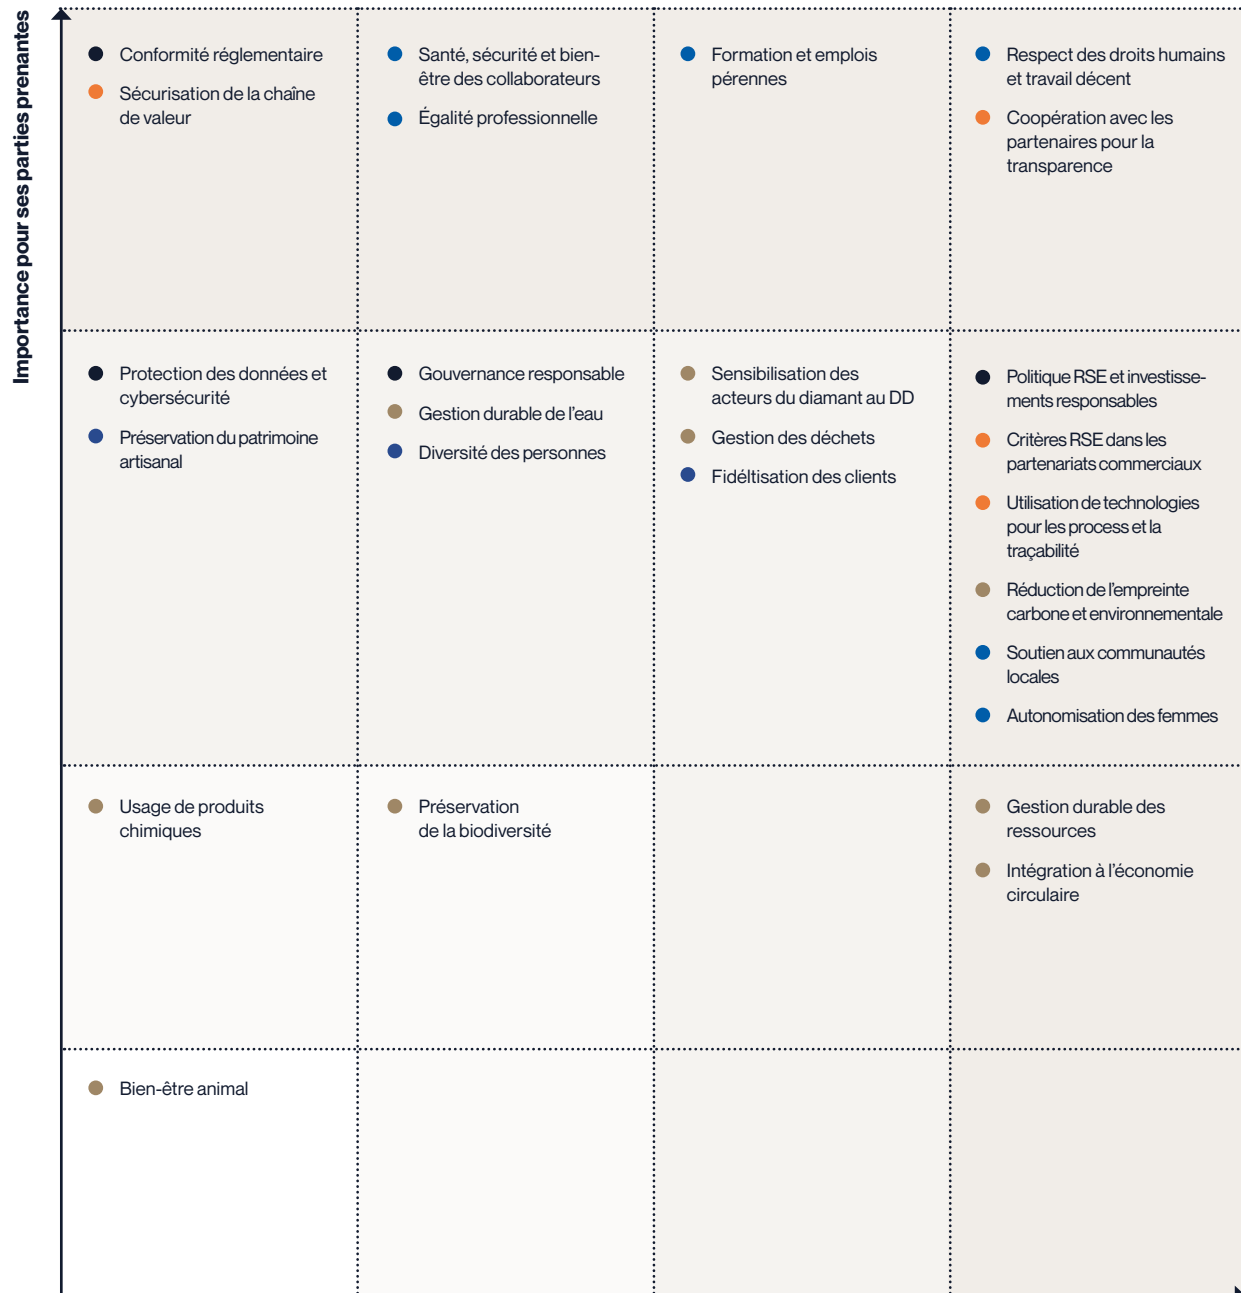 Importance pour ses parties prenantes
Conformité réglementaire
Sécurisation de la chaîne
de valeur
Santé, sécurité et bien-
être des collaborateurs
Égalité professionnelle
Formation et emplois
pérennes
Respect des droits humains
et travail décent
Coopération avec les
partenaires pour la
transparence
Protection des données et
cybersécurité
Préservation du patrimoine
artisanal
Gouvernance responsable
Gestion durable de l’eau
Diversité des personnes
Sensibilisation des
acteurs du diamant au DD
Gestion des déchets
Fidéltisation des clients
Politique RSE et investisse-
ments responsables
Critères RSE dans les
partenariats commerciaux
Utilisation de technologies
pour les process et la
traçabilité
Réduction de l’empreinte
carbone et environnementale
Soutien aux communautés
locales
Autonomisation des femmes
Usage de produits
chimiques
Préservation
de la biodiversité
Gestion durable des
ressources
Intégration à l’économie
circulaire
Bien-être animal